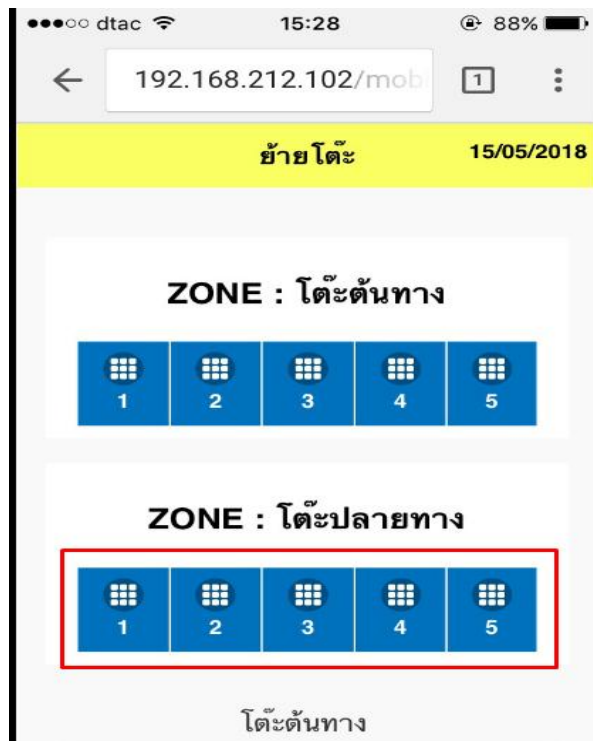 dtac 15:28 88%
192.168.212.102/mob 1
ย้ายโต๊ะ 15/05/2018
ZONE : โต๊ะต้นทาง
1 2 3 4 5
ZONE : โต๊ะปลายทาง
1 2 3 4 5
โต๊ะต้นทาง